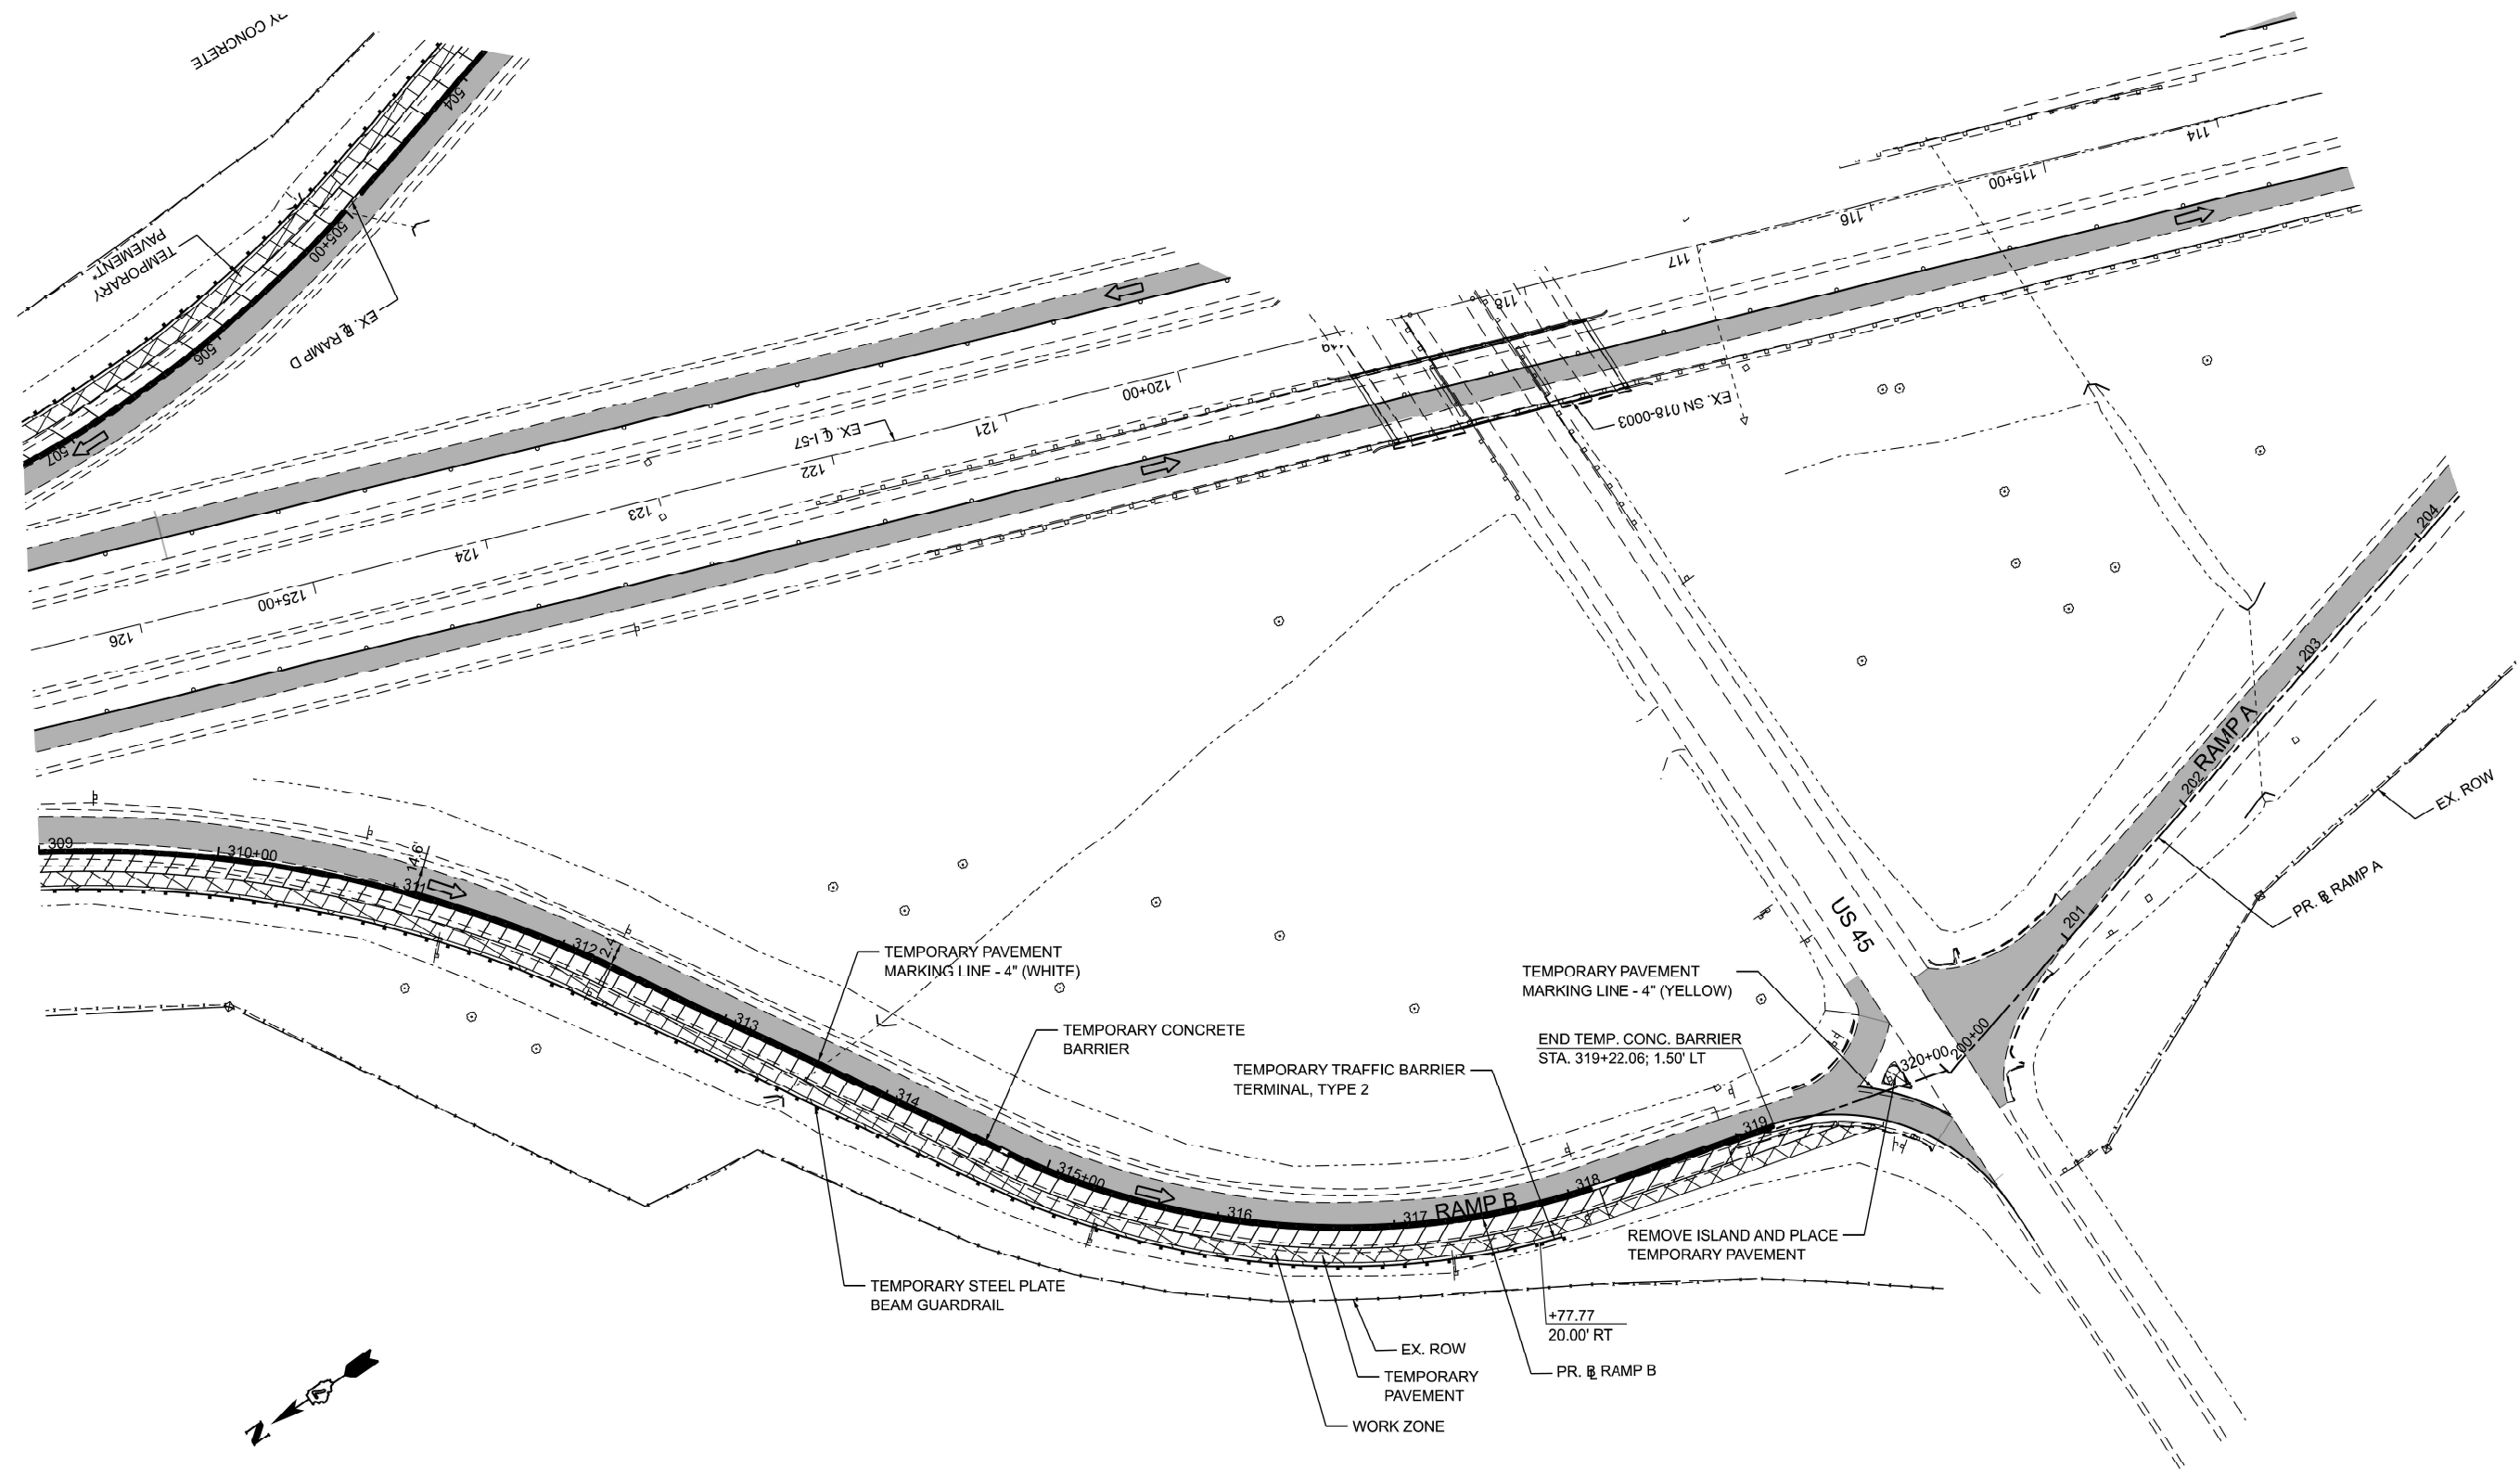 RY CONCRETE
504
505+00
506
507
TEMPORARY
PAVEMENT
EX. BL RAMP D
114
115+00
116
117
118
119
120+00
121
122
123
124
125+00
126
EX. CL I-57
EX. SN 018-0003
204
203
202
RAMP A
201
200+00
EX. ROW
PR. BL RAMP A
US 45
309
310+00
14.6'
311
312
313
314
315+00
316
317
RAMP B
318
319
320+00
TEMPORARY PAVEMENT
MARKING LINE - 4" (WHITE)
TEMPORARY CONCRETE
BARRIER
TEMPORARY PAVEMENT
MARKING LINE - 4" (YELLOW)
END TEMP. CONC. BARRIER
STA. 319+22.06; 1.50' LT
TEMPORARY TRAFFIC BARRIER
TERMINAL, TYPE 2
REMOVE ISLAND AND PLACE
TEMPORARY PAVEMENT
TEMPORARY STEEL PLATE
BEAM GUARDRAIL
+77.77
20.00' RT
EX. ROW
PR. BL RAMP B
TEMPORARY
PAVEMENT
WORK ZONE
N